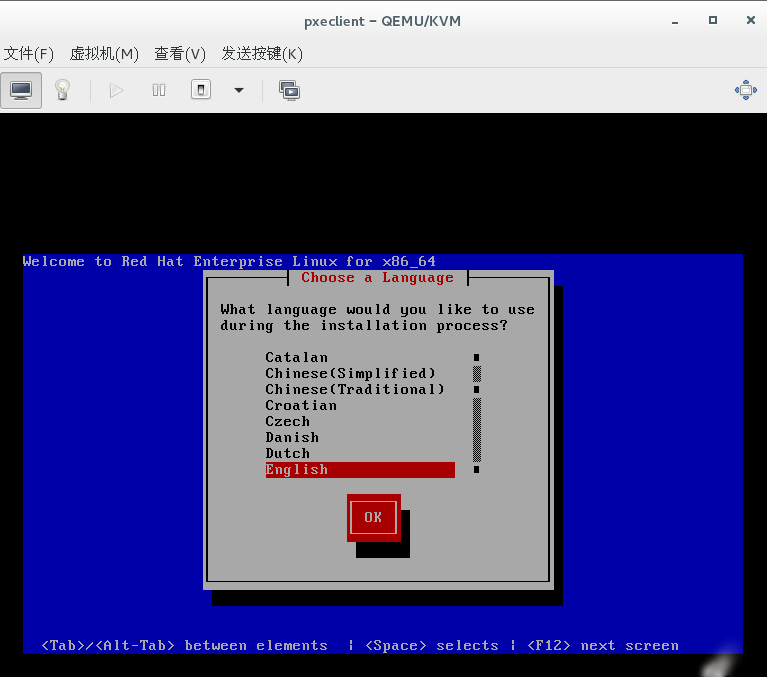 pxeclient – QEMU/KVM
文件(F) 虚拟机(M) 查看(V) 发送按键(K)
Welcome to Red Hat Enterprise Linux for x86_64
Choose a Language
What language would you like to use
during the installation process?
Catalan
Chinese(Simplified)
Chinese(Traditional)
Croatian
Czech
Danish
Dutch
English
OK
<Tab>/<Alt-Tab> between elements | <Space> selects | <F12> next screen